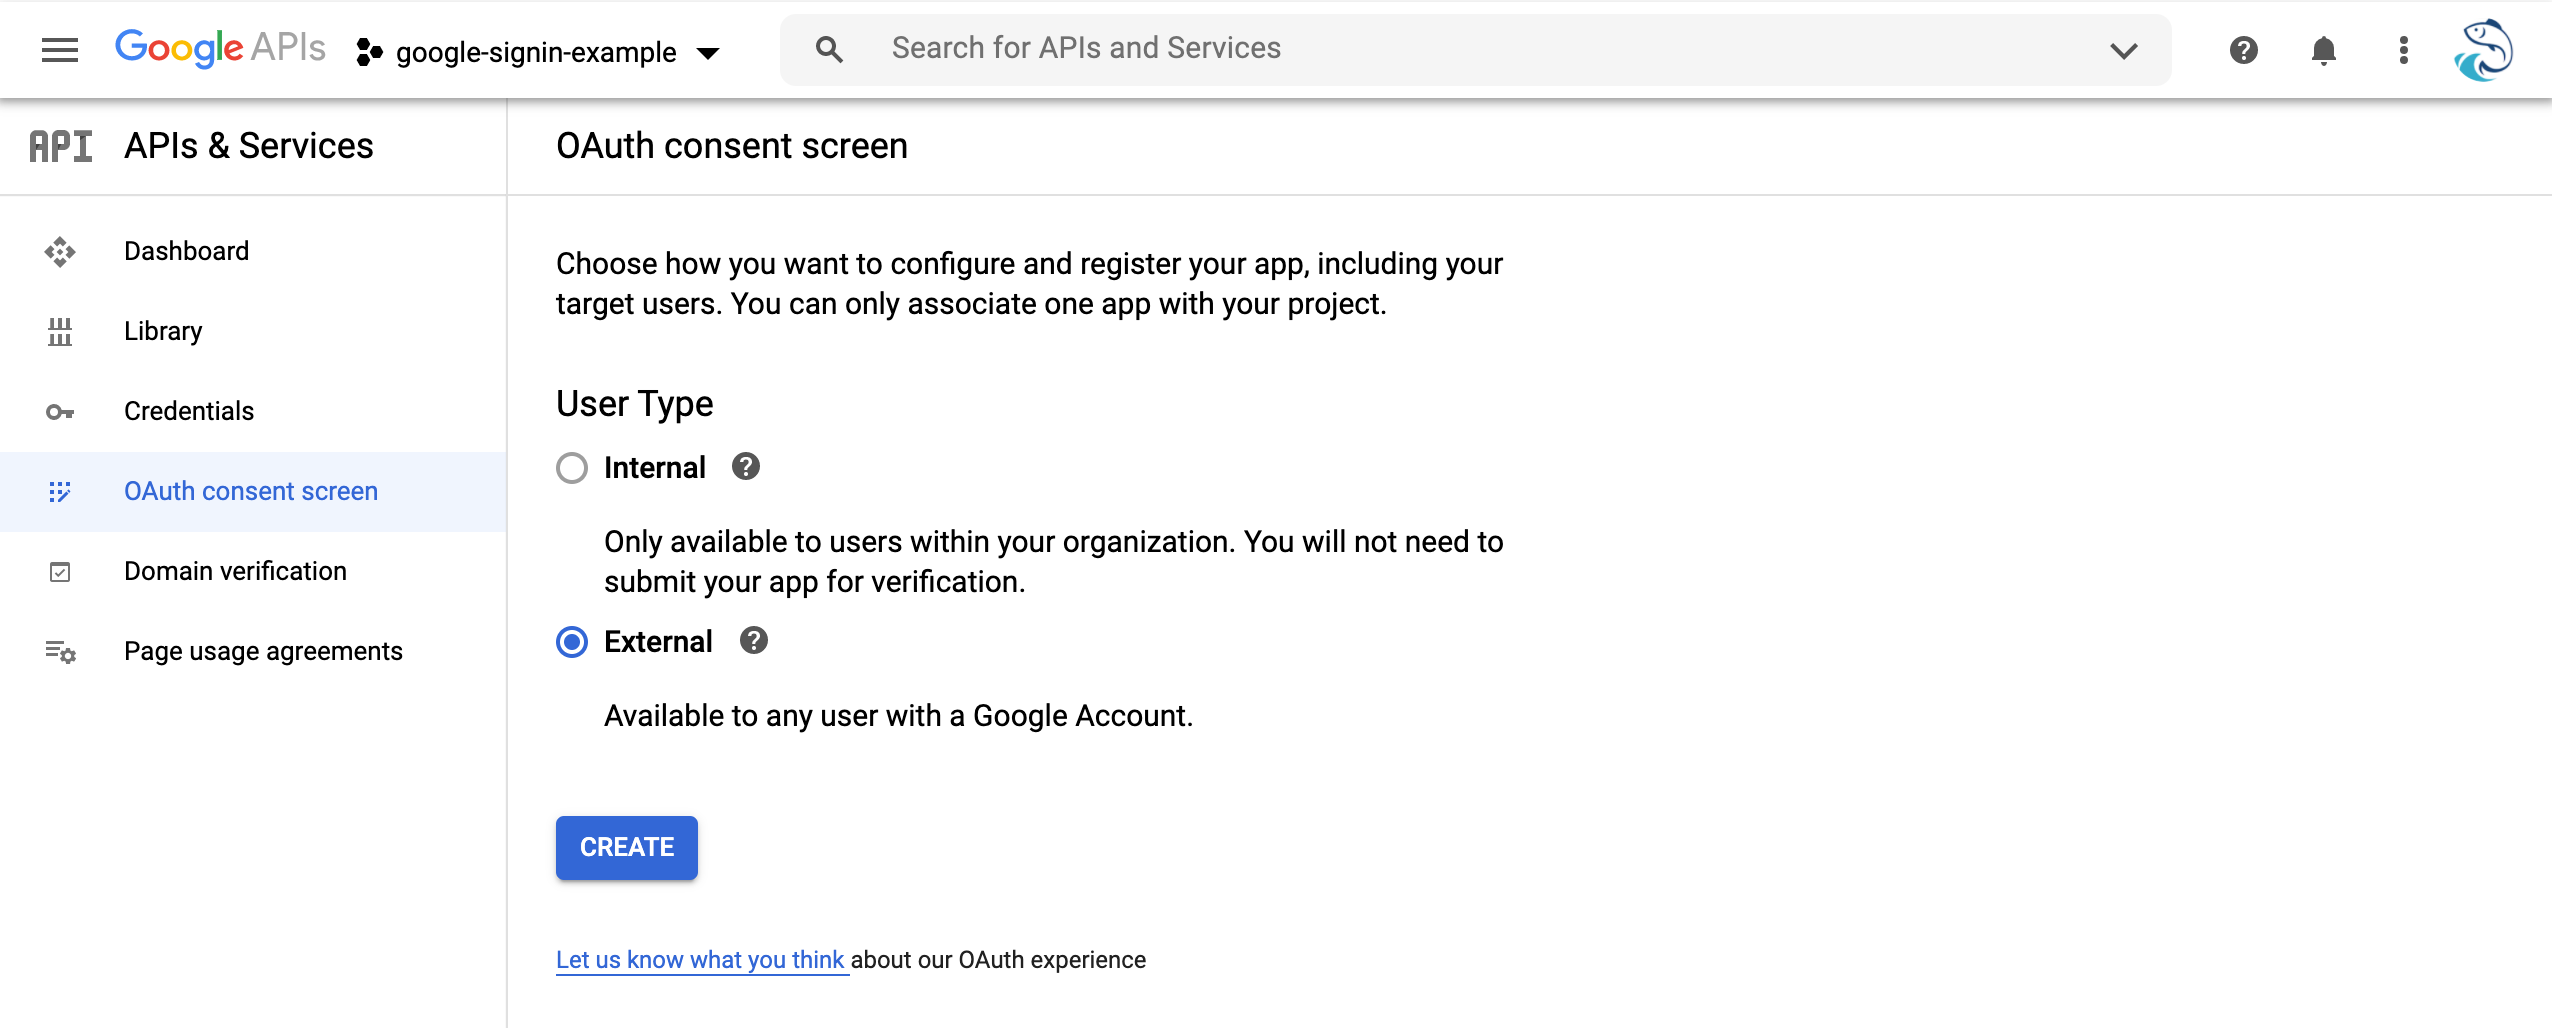 Google APIs
google-signin-example
Search for APIs and Services
API
APIs & Services
OAuth consent screen
Dashboard
Library
Credentials
OAuth consent screen
Domain verification
Page usage agreements
Choose how you want to configure and register your app, including your
target users. You can only associate one app with your project.
User Type
Internal
Only available to users within your organization. You will not need to
submit your app for verification.
External
Available to any user with a Google Account.
CREATE
Let us know what you think about our OAuth experience